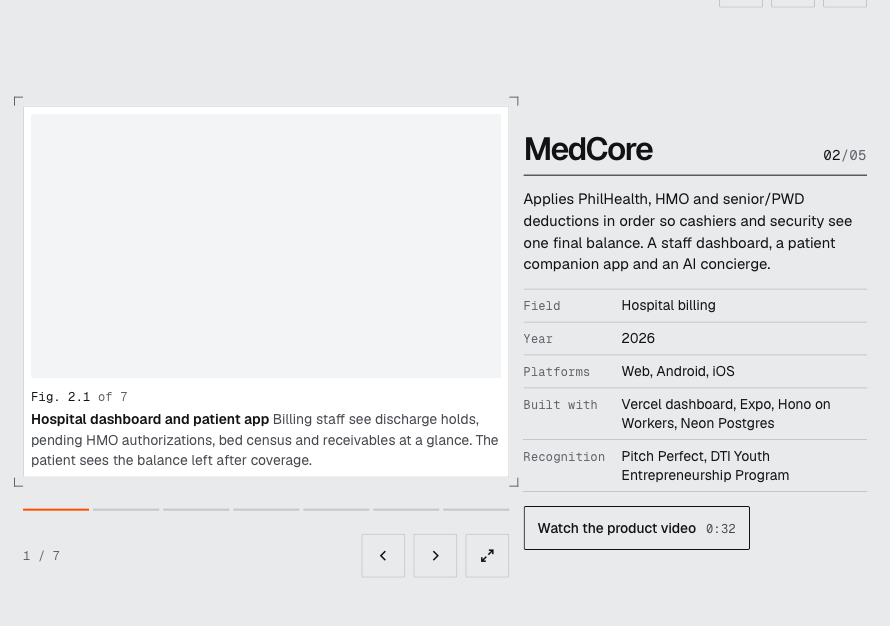 MedCore
02/05
Applies PhilHealth, HMO and senior/PWD
deductions in order so cashiers and security see
one final balance. A staff dashboard, a patient
companion app and an AI concierge.
Field Hospital billing
Year 2026
Platforms Web, Android, iOS
Built with Vercel dashboard, Expo, Hono on
Workers, Neon Postgres
Recognition Pitch Perfect, DTI Youth
Entrepreneurship Program
Watch the product video 0:32
Fig. 2.1 of 7
Hospital dashboard and patient app Billing staff see discharge holds,
pending HMO authorizations, bed census and receivables at a glance. The
patient sees the balance left after coverage.
1 / 7